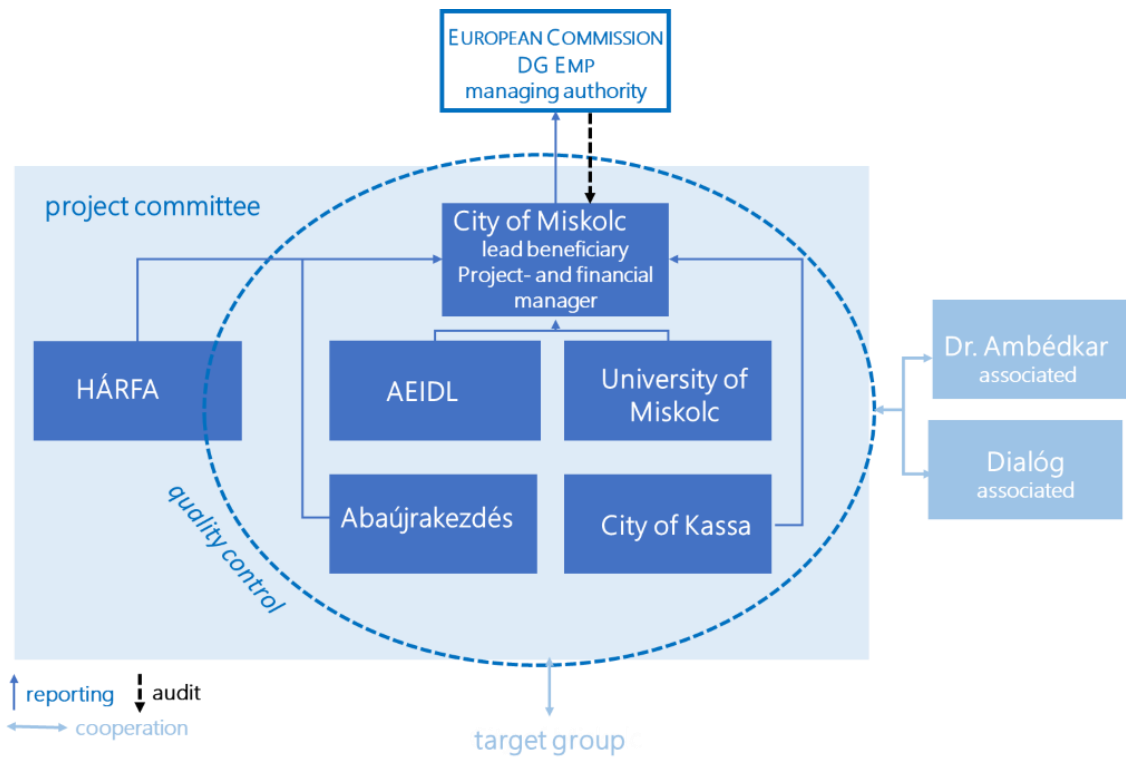 EUROPEAN COMMISSION
DG EMP
managing authority
project committee
City of Miskolc
lead beneficiary
Project- and financial
manager
HÁRFA
AEIDL
University of
Miskolc
Dr. Ambédkar
associated
Abaújrakezdés
City of Kassa
Dialóg
associated
quality control
reporting
audit
cooperation
target group